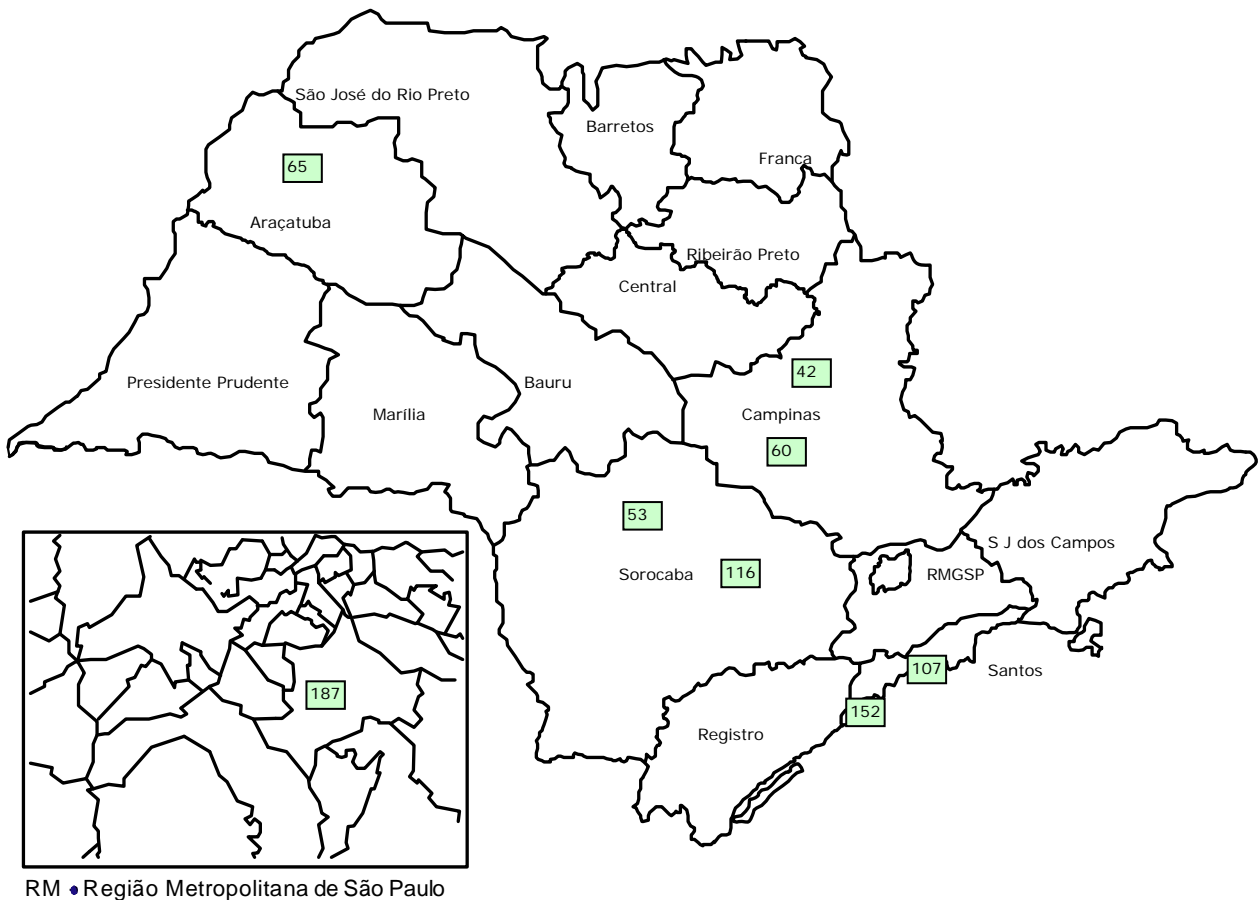 São José do Rio Preto
Barretos
Franca
65
Araçatuba
Ribeirão Preto
Central
42
Presidente Prudente
Bauru
Marília
Campinas
60
53
S J dos Campos
Sorocaba
116
RMGSP
107
Santos
187
152
Registro
RM • Região Metropolitana de São Paulo